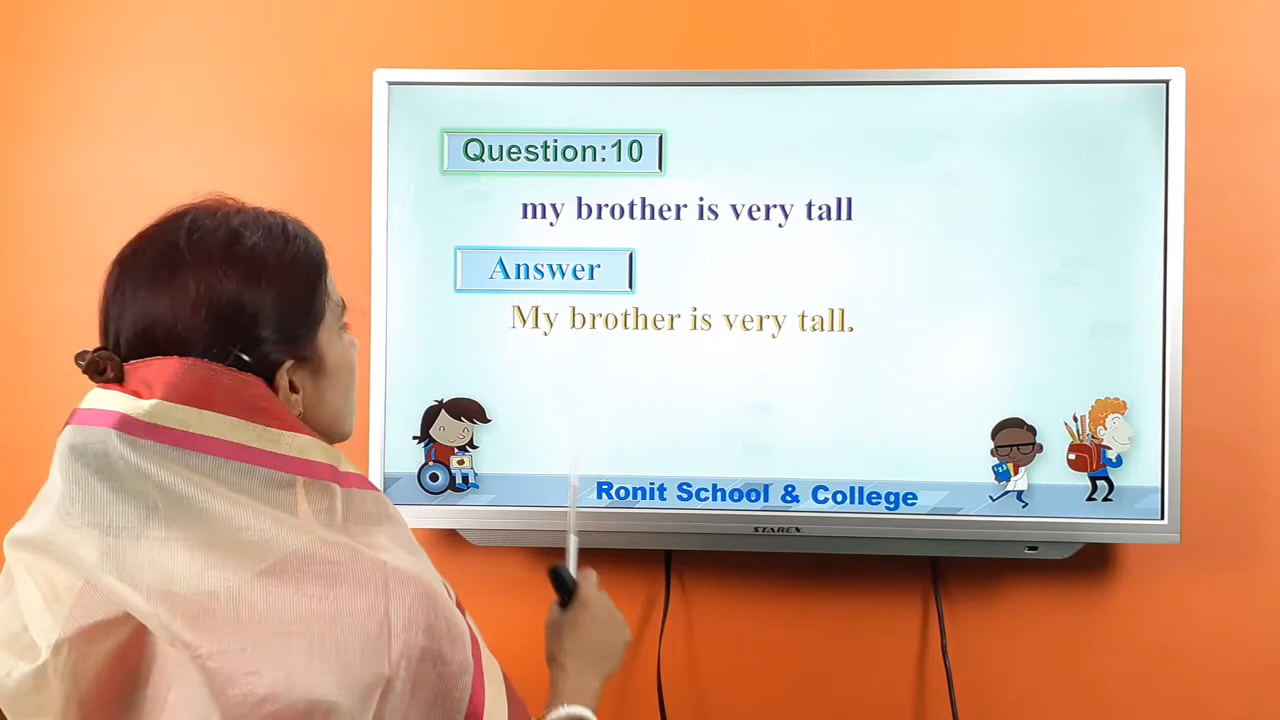 Question:10
my brother is very tall
Answer
My brother is very tall.
Ronit School & College
STAREX